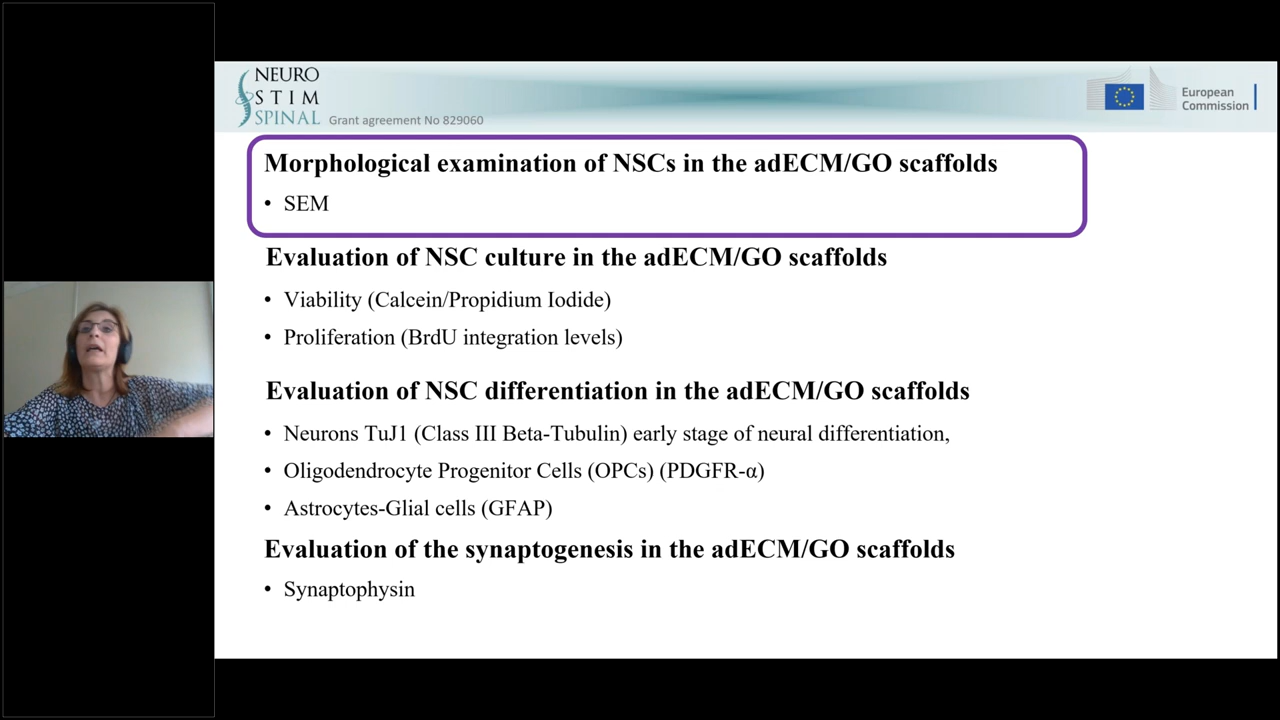 NEURO
STIM
SPINAL
Grant agreement No 829060
European
Commission
Morphological examination of NSCs in the adECM/GO scaffolds
• SEM
Evaluation of NSC culture in the adECM/GO scaffolds
• Viability (Calcein/Propidium Iodide)
• Proliferation (BrdU integration levels)
Evaluation of NSC differentiation in the adECM/GO scaffolds
• Neurons TuJ1 (Class III Beta-Tubulin) early stage of neural differentiation,
• Oligodendrocyte Progenitor Cells (OPCs) (PDGFR-α)
• Astrocytes-Glial cells (GFAP)
Evaluation of the synaptogenesis in the adECM/GO scaffolds
• Synaptophysin